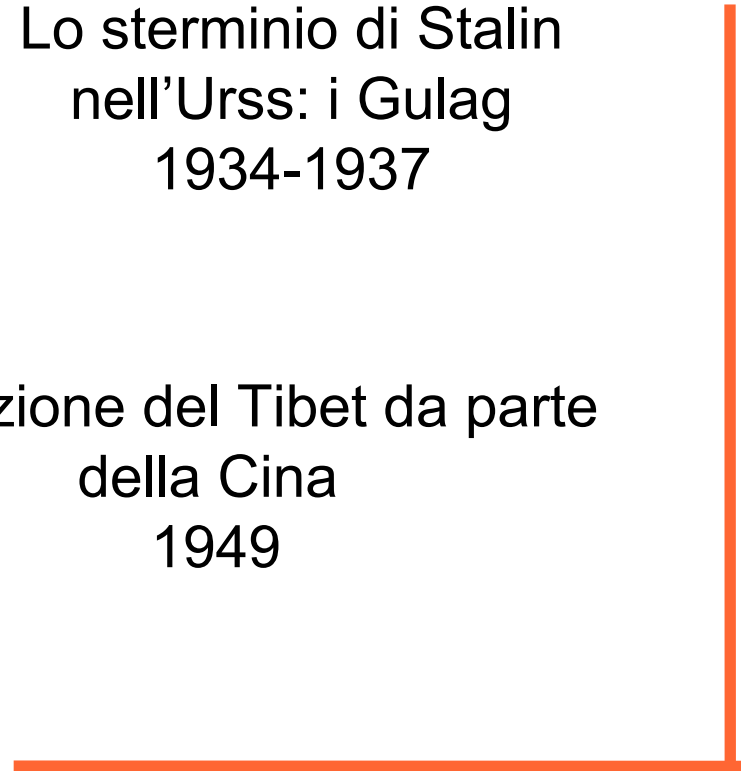 Lo sterminio di Stalin
nell’Urss: i Gulag
1934-1937
zione del Tibet da parte
della Cina
1949